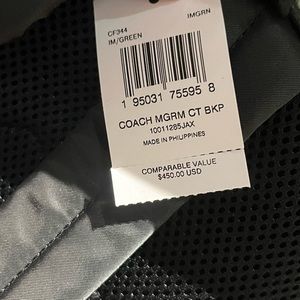 CF344 IMGRN
IM/GREEN
1 95031 75595 8
COACH MGRM CT BKP
10011285JAX
MADE IN PHILIPPINES
COMPARABLE VALUE
$450.00 USD